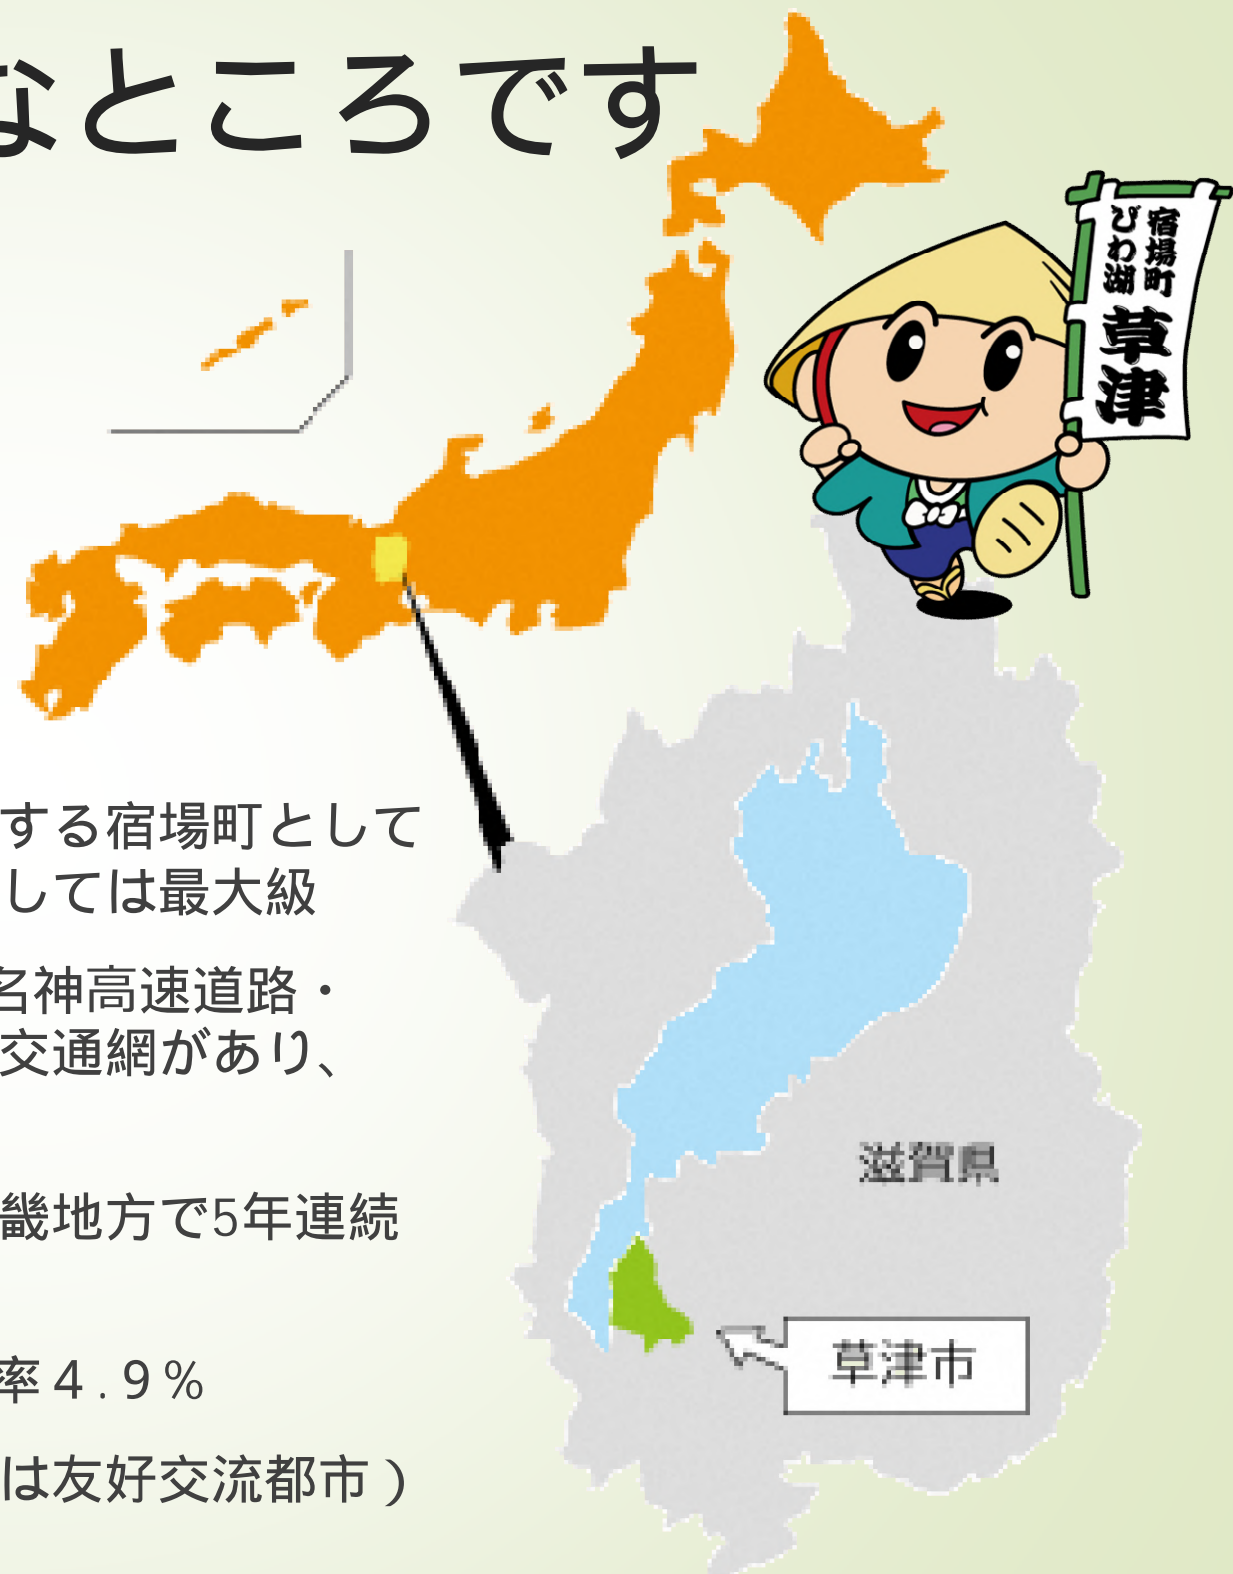 なところです
宿場町
びわ湖
草津
する宿場町として
しては最大級
名神高速道路・
交通網があり、
滋賀県
畿地方で5年連続
草津市
率４.９％
は友好交流都市）